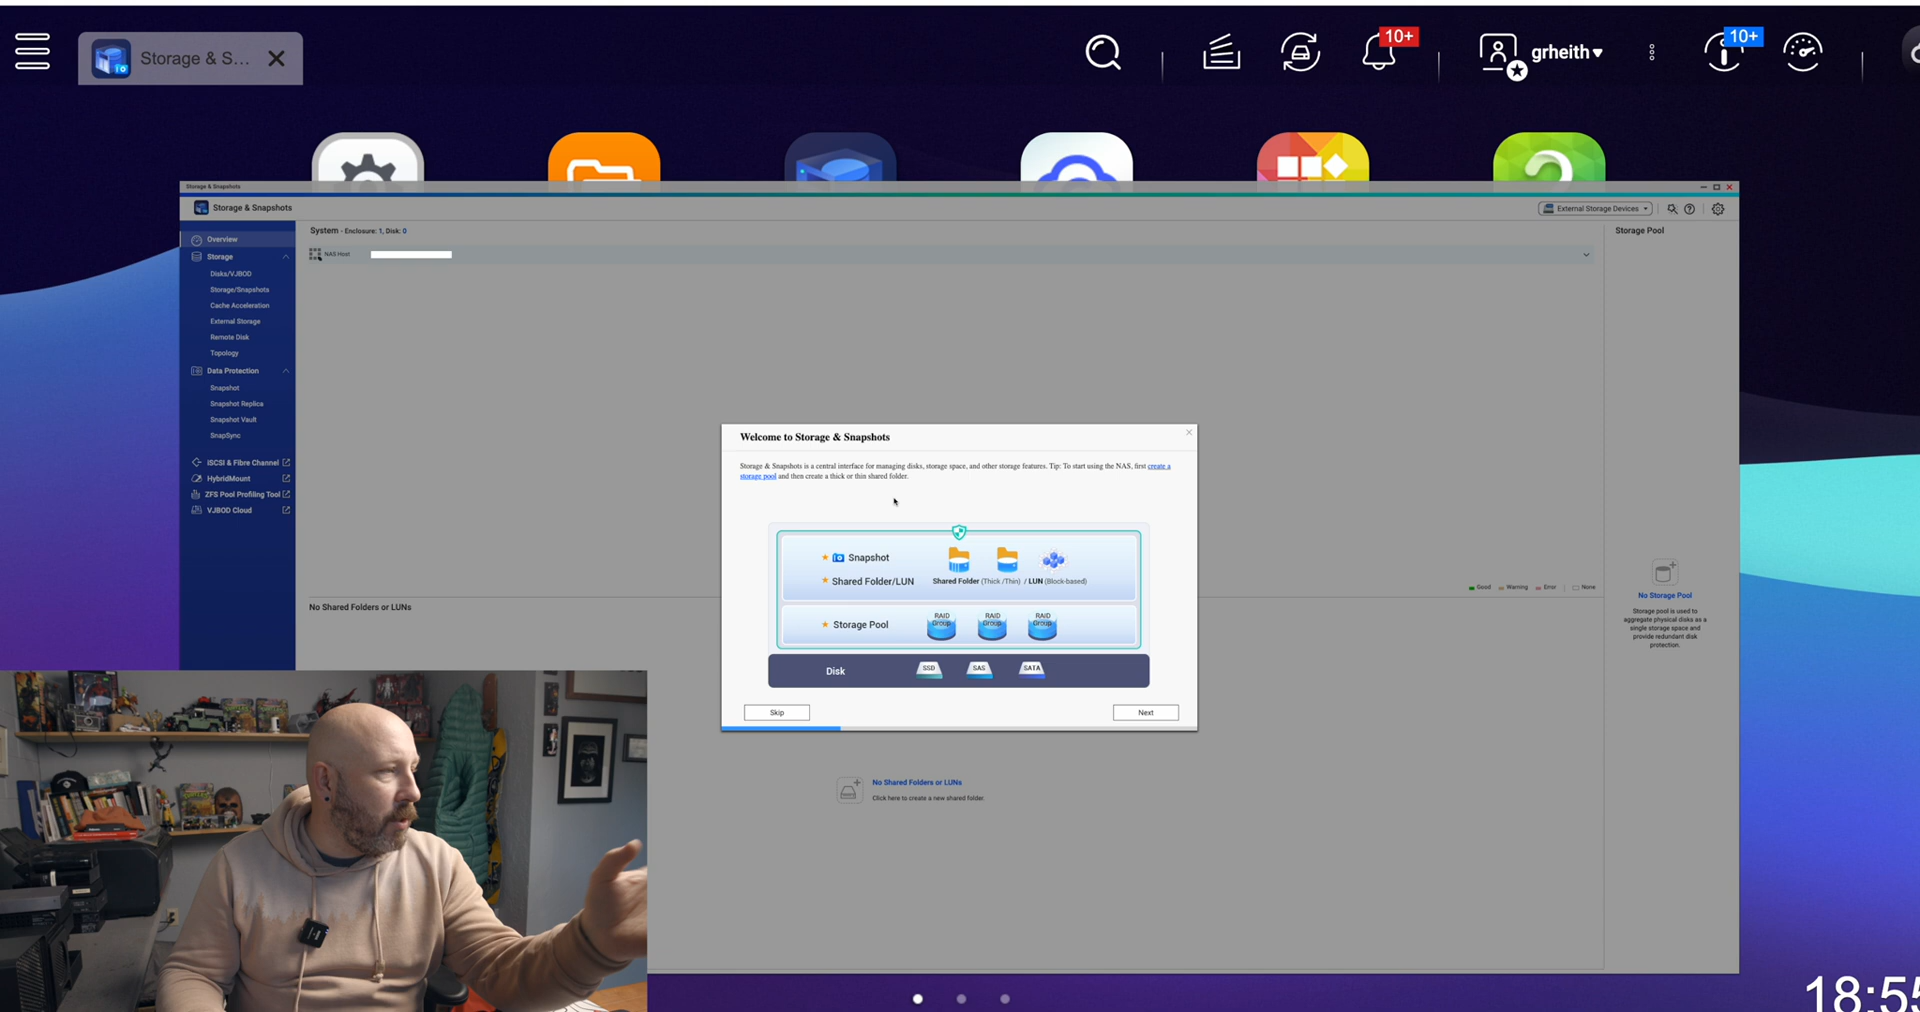 Storage & S...
10+
grheith
10+
Storage & Snapshots
Storage & Snapshots
External Storage Devices
Overview
Storage
Disks/VJBOD
Storage/Snapshots
Cache Acceleration
External Storage
Remote Disk
Topology
Data Protection
Snapshot
Snapshot Replica
Snapshot Vault
SnapSync
iSCSI & Fibre Channel
HybridMount
ZFS Pool Profiling Tool
VJBOD Cloud
System - Enclosure: 1, Disk: 0
NAS Host
Storage Pool
Welcome to Storage & Snapshots
Storage & Snapshots is a central interface for managing disks, storage space, and other storage features. Tip: To start using the NAS, first create a
storage pool and then create a thick or thin shared folder.
Snapshot
Shared Folder/LUN
Shared Folder (Thick /Thin) / LUN (Block-based)
Storage Pool
RAID Group
RAID Group
RAID Group
Disk
SSD
SAS
SATA
Skip
Next
Good
Warning
Error
None
No Storage Pool
Storage pool is used to
aggregate physical disks as a
single storage space and
provide redundant disk
protection.
No Shared Folders or LUNs
No Shared Folders or LUNs
Click here to create a new shared folder
18:55